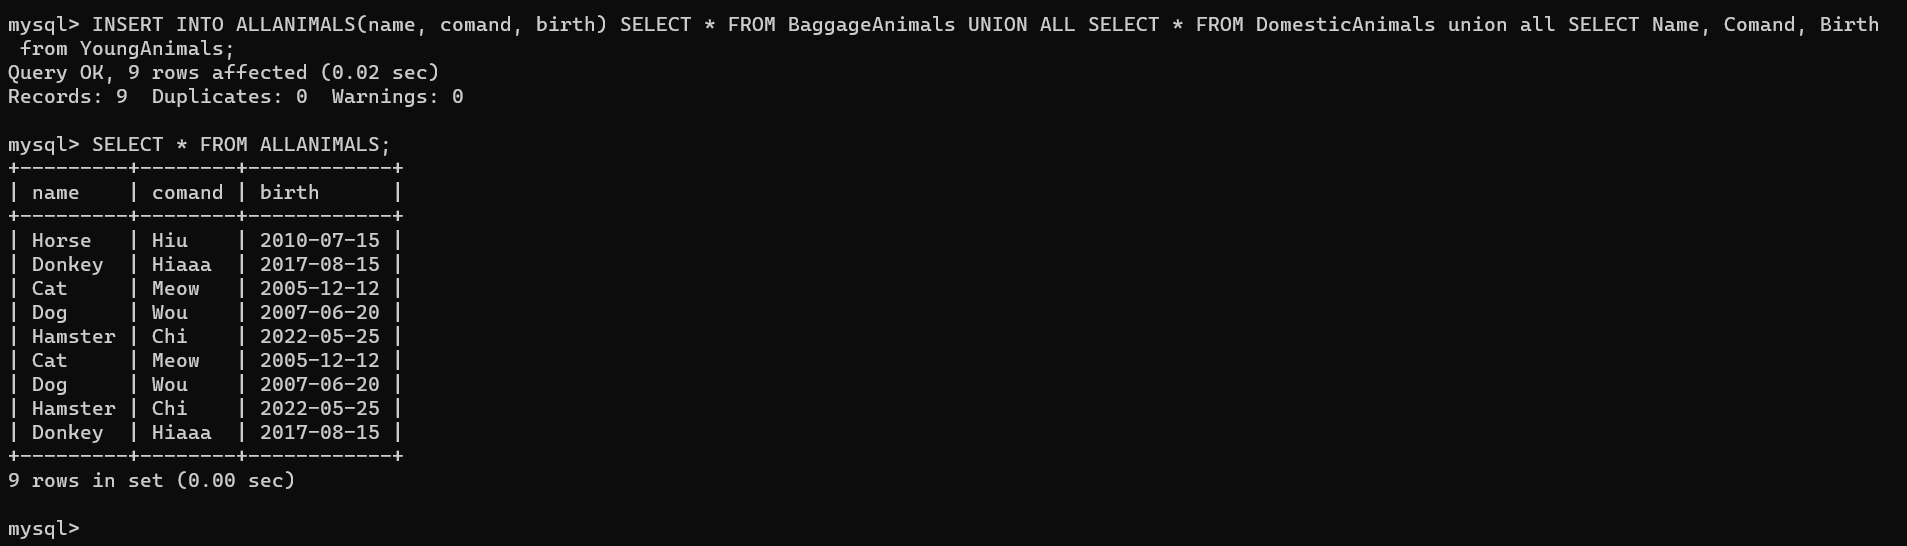 mysql> INSERT INTO ALLANIMALS(name, comand, birth) SELECT * FROM BaggageAnimals UNION ALL SELECT * FROM DomesticAnimals union all SELECT Name, Comand, Birth
 from YoungAnimals;
Query OK, 9 rows affected (0.02 sec)
Records: 9  Duplicates: 0  Warnings: 0

mysql> SELECT * FROM ALLANIMALS;
+---------+--------+------------+
| name    | comand | birth      |
+---------+--------+------------+
| Horse   | Hiu    | 2010-07-15 |
| Donkey  | Hiaaa  | 2017-08-15 |
| Cat     | Meow   | 2005-12-12 |
| Dog     | Wou    | 2007-06-20 |
| Hamster | Chi    | 2022-05-25 |
| Cat     | Meow   | 2005-12-12 |
| Dog     | Wou    | 2007-06-20 |
| Hamster | Chi    | 2022-05-25 |
| Donkey  | Hiaaa  | 2017-08-15 |
+---------+--------+------------+
9 rows in set (0.00 sec)

mysql>